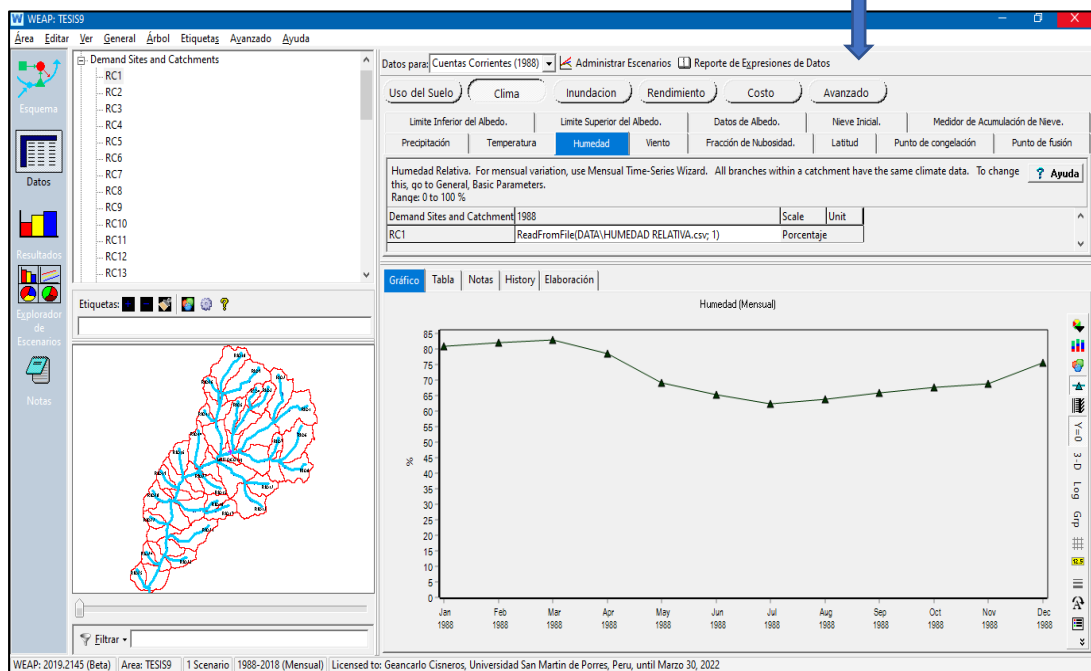 WEAP: TESIS9
Área Editar Ver General Árbol Etiquetas Avanzado Ayuda
Esquema
Datos
Resultados
Explorador
de
Escenarios
Notas
Demand Sites and Catchments
RC1
RC2
RC3
RC4
RC5
RC6
RC7
RC8
RC9
RC10
RC11
RC12
RC13
Etiquetas:
Filtrar
Datos para: Cuentas Corrientes (1988) Administrar Escenarios Reporte de Expresiones de Datos
Uso del Suelo Clima Inundacion Rendimiento Costo Avanzado
Limite Inferior del Albedo. Limite Superior del Albedo. Datos de Albedo. Nieve Inicial. Medidor de Acumulación de Nieve.
Precipitación Temperatura Humedad Viento Fracción de Nubosidad. Latitud Punto de congelación Punto de fusión
Humedad Relativa. For mensual variation, use Mensual Time-Series Wizard. All branches within a catchment have the same climate data. To change
this, go to General, Basic Parameters.
Range: 0 to 100 %
? Ayuda
Demand Sites and Catchment 1988 Scale Unit
RC1 ReadFromFile(DATA\HUMEDAD RELATIVA.csv; 1) Porcentaje
Gráfico Tabla Notas History Elaboración
Humedad (Mensual)
85
80
75
70
65
60
55
50
45
40
35
30
25
20
15
10
5
0
%
Jan Feb Mar Apr May Jun Jul Aug Sep Oct Nov Dec
1988 1988 1988 1988 1988 1988 1988 1988 1988 1988 1988 1988
Y=0
3-D
Log
Grp
12.5
WEAP: 2019.2145 (Beta) Area: TESIS9 1 Scenario 1988-2018 (Mensual) Licensed to: Geancarlo Cisneros, Universidad San Martin de Porres, Peru, until Marzo 30, 2022